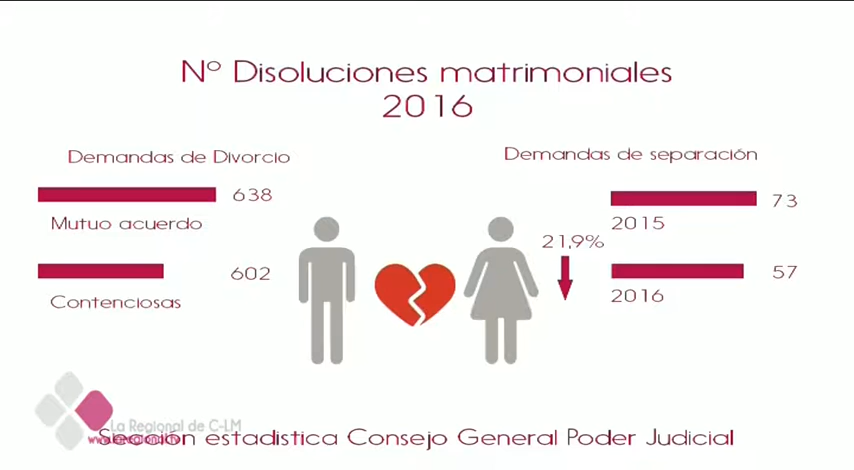 Nº Disoluciones matrimoniales
2016
Demandas de Divorcio
638
Mutuo acuerdo
602
Contenciosas
Demandas de separación
73
2015
21,9%
57
2016
La Regional de C-LM
Sección estadistica Consejo General Poder Judicial